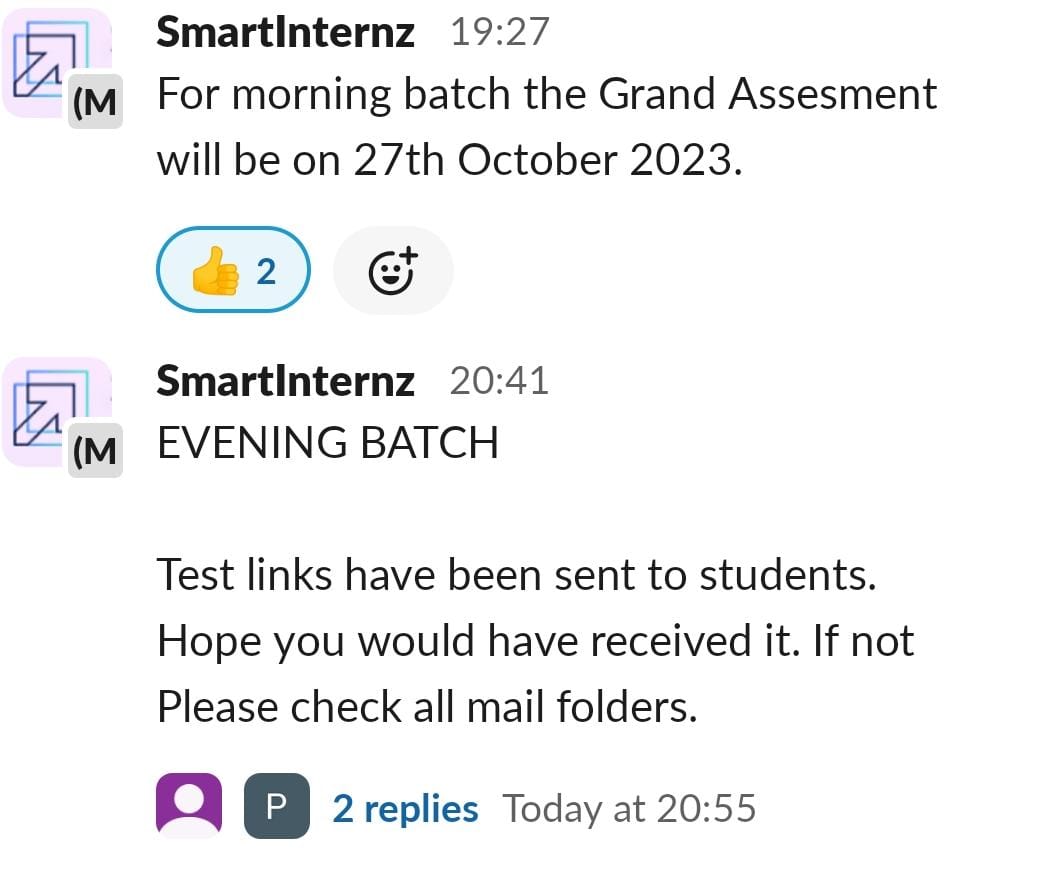 SmartInternz 19:27
(M
For morning batch the Grand Assesment
will be on 27th October 2023.
👍 2
SmartInternz 20:41
(M
EVENING BATCH
Test links have been sent to students.
Hope you would have received it. If not
Please check all mail folders.
P 2 replies Today at 20:55